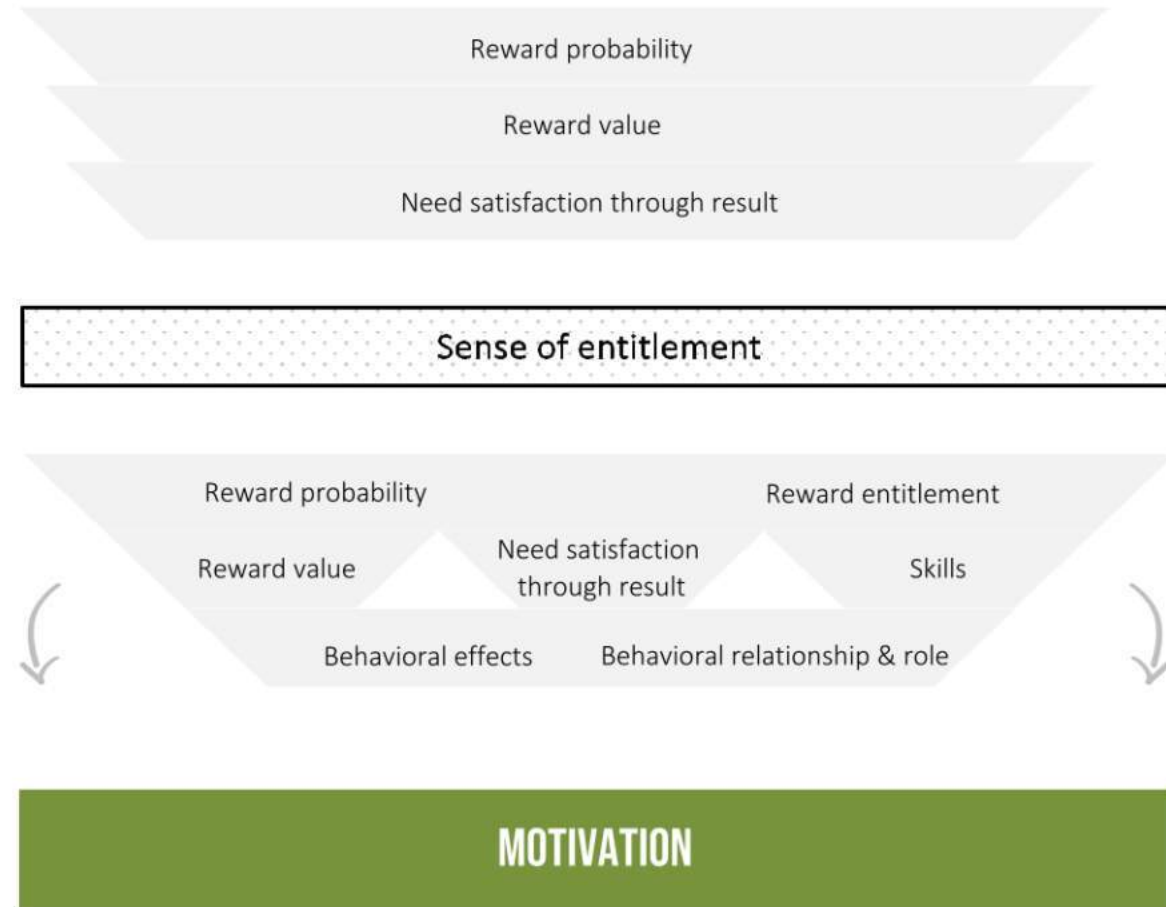 Reward probability
Reward value
Need satisfaction through result
Sense of entitlement
Reward probability
Reward entitlement
Reward value
Need satisfaction
through result
Skills
Behavioral effects
Behavioral relationship & role
MOTIVATION